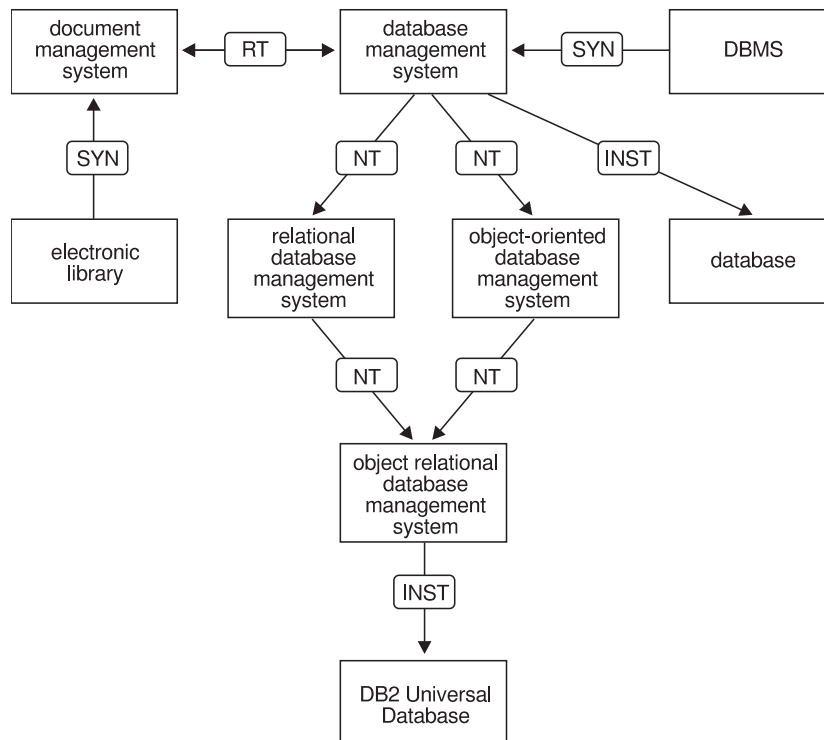 document
management
system
RT
database
management
system
SYN
DBMS
SYN
NT
NT
INST
electronic
library
relational
database
management
system
object-oriented
database
management
system
database
NT
NT
object relational
database
management
system
INST
DB2 Universal
Database